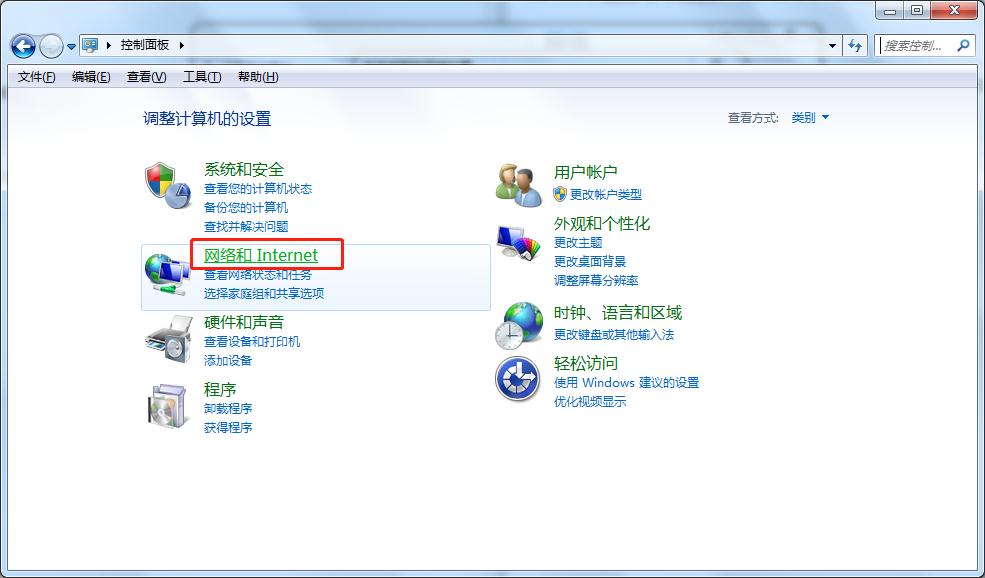 控制面板
搜索控制...
文件(F) 编辑(E) 查看(V) 工具(T) 帮助(H)
调整计算机的设置
查看方式: 类别
系统和安全
查看您的计算机状态
备份您的计算机
查找并解决问题
网络和 Internet
查看网络状态和任务
选择家庭组和共享选项
硬件和声音
查看设备和打印机
添加设备
程序
卸载程序
获得程序
用户帐户
更改帐户类型
外观和个性化
更改主题
更改桌面背景
调整屏幕分辨率
时钟、语言和区域
更改键盘或其他输入法
轻松访问
使用 Windows 建议的设置
优化视频显示